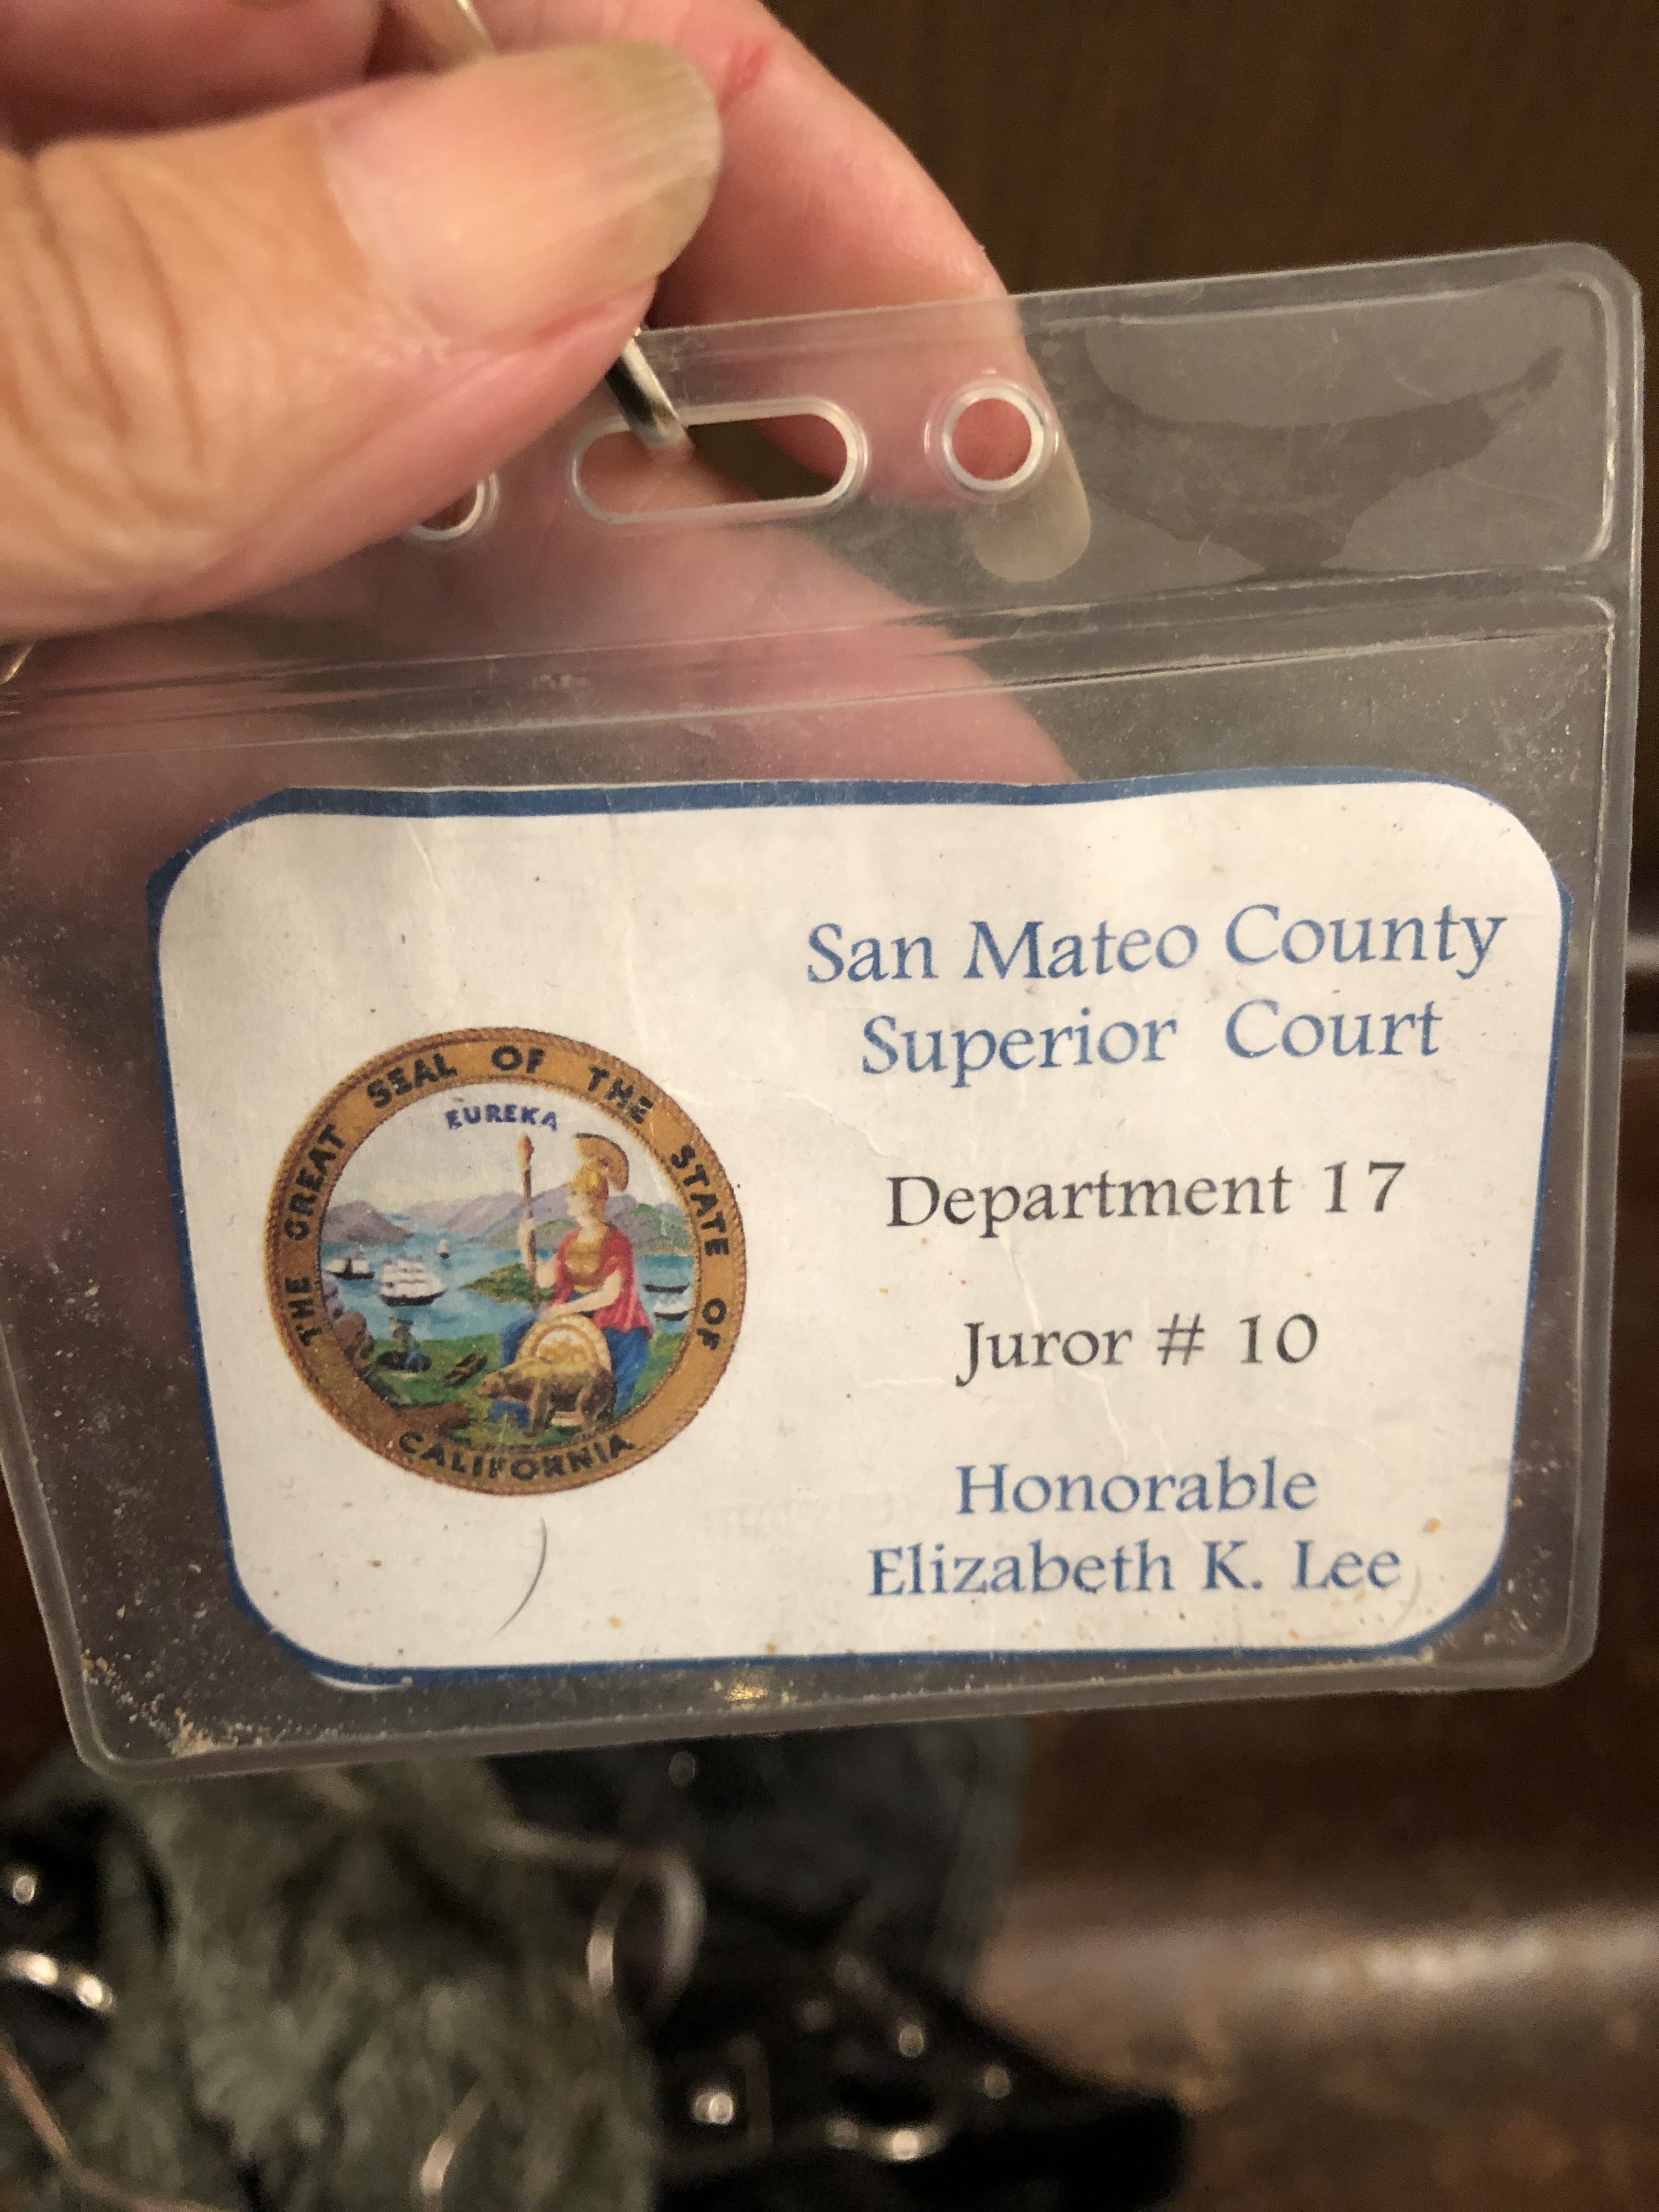 San Mateo County
Superior Court
Department 17
Juror # 10
Honorable
Elizabeth K. Lee
THE GREAT SEAL OF THE STATE OF CALIFORNIA
EUREKA